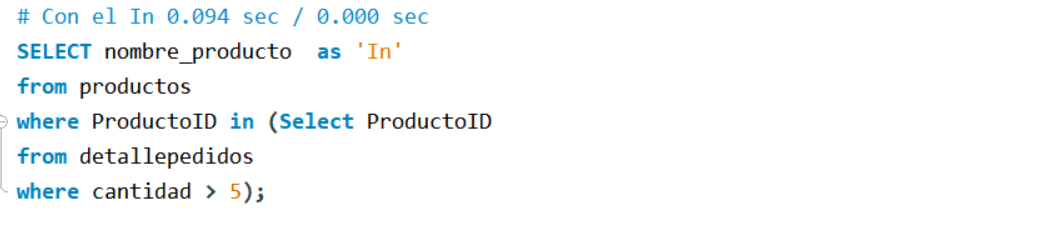 # Con el In 0.094 sec / 0.000 sec
SELECT nombre_producto  as 'In'
from productos
where ProductoID in (Select ProductoID
from detallepedidos
where cantidad > 5);